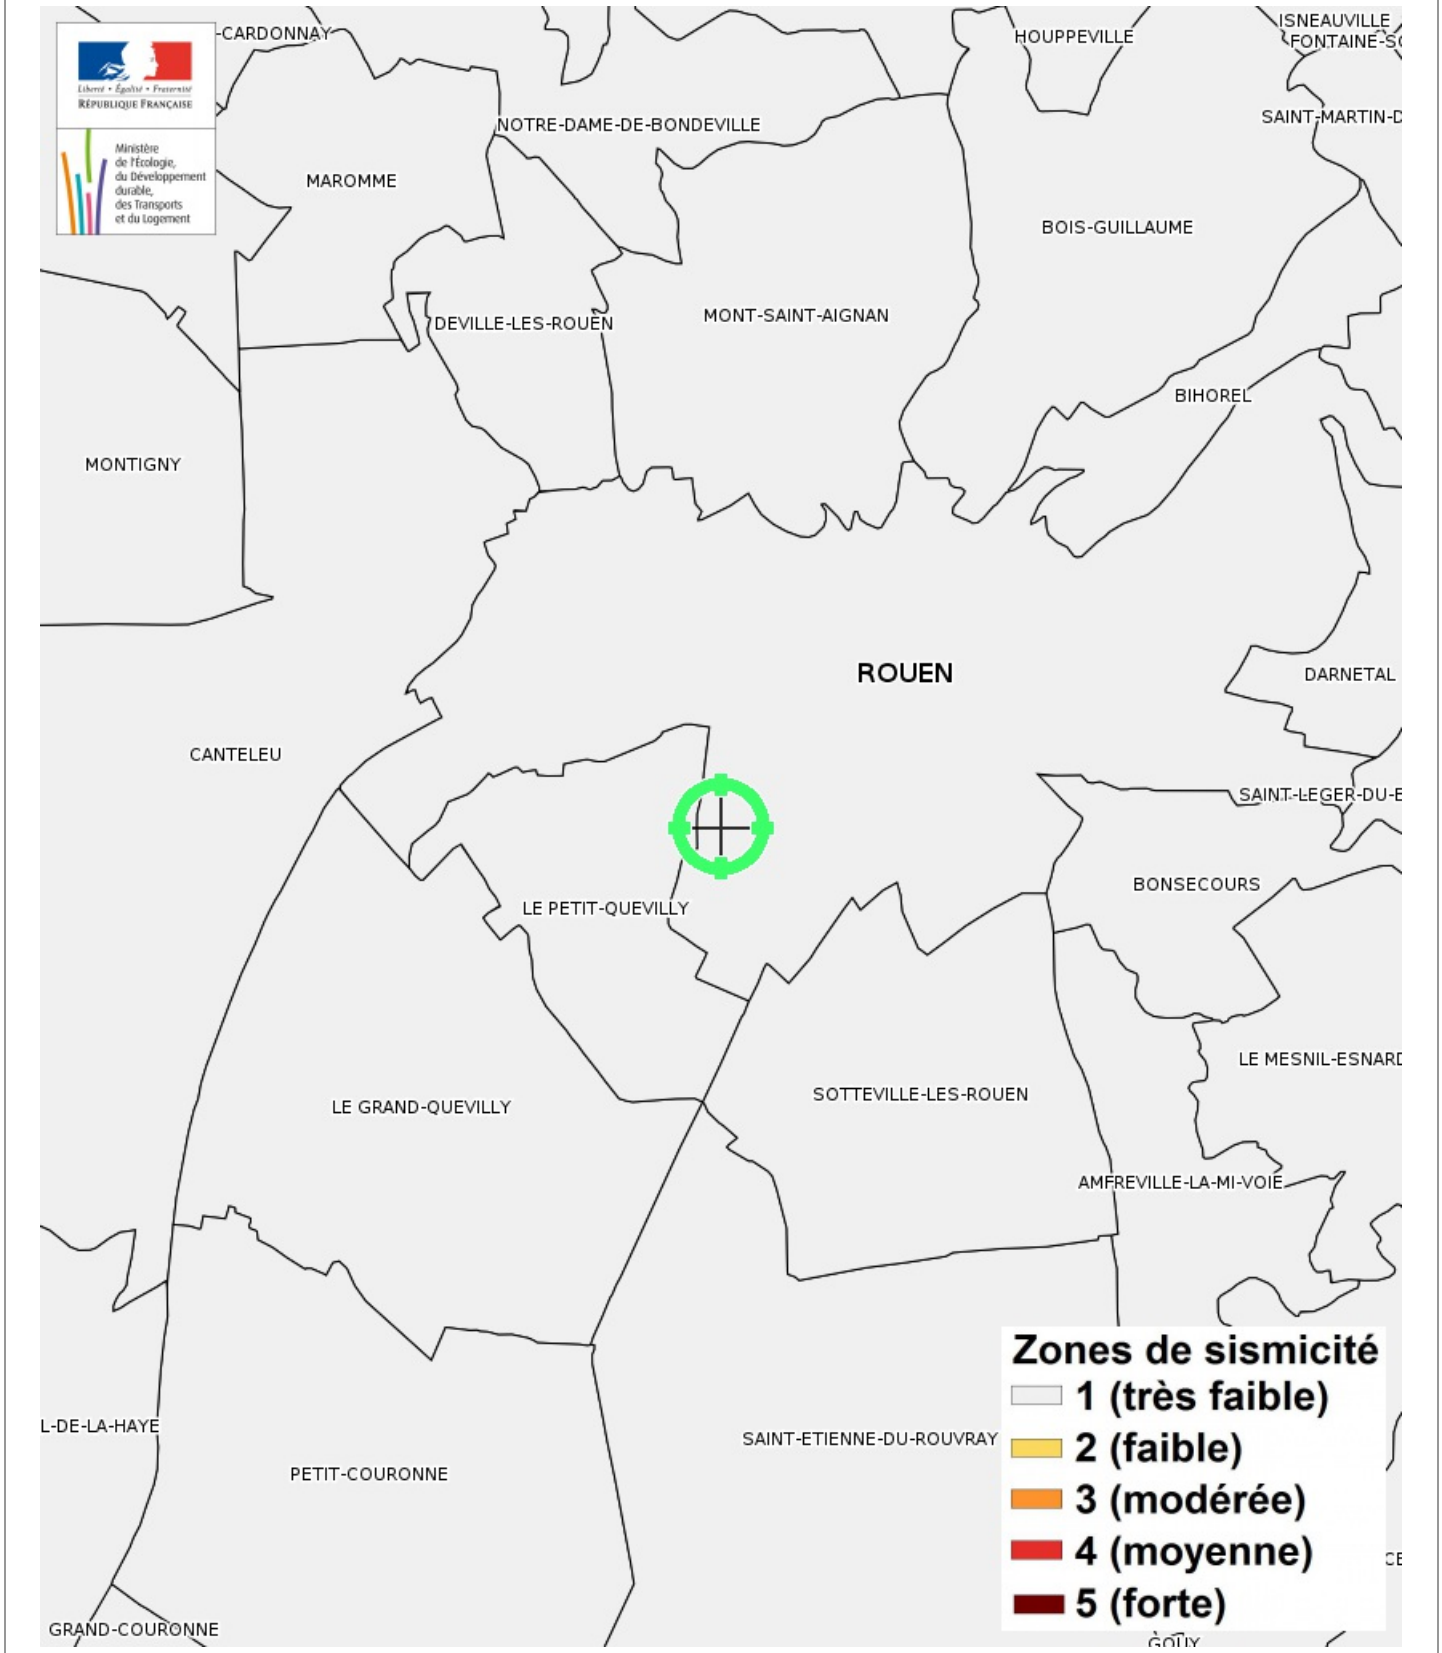 -CARDONNAY
HOUPPEVILLE
ISNEAUVILLE
FONTAINE-SO
Liberté • Égalité • Fraternité
RÉPUBLIQUE FRANÇAISE
NOTRE-DAME-DE-BONDEVILLE
SAINT-MARTIN-D
Ministère
de l'Écologie,
du Développement
durable,
des Transports
et du Logement
MAROMME
BOIS-GUILLAUME
DEVILLE-LES-ROUEN
MONT-SAINT-AIGNAN
BIHOREL
MONTIGNY
ROUEN
DARNETAL
CANTELEU
SAINT-LEGER-DU-B
BONSECOURS
LE PETIT-QUEVILLY
LE MESNIL-ESNARD
SOTTEVILLE-LES-ROUEN
LE GRAND-QUEVILLY
AMFREVILLE-LA-MI-VOIE
Zones de sismicité
1 (très faible)
2 (faible)
3 (modérée)
4 (moyenne)
5 (forte)
L-DE-LA-HAYE
SAINT-ETIENNE-DU-ROUVRAY
PETIT-COURONNE
CE
GRAND-COURONNE
GOUY